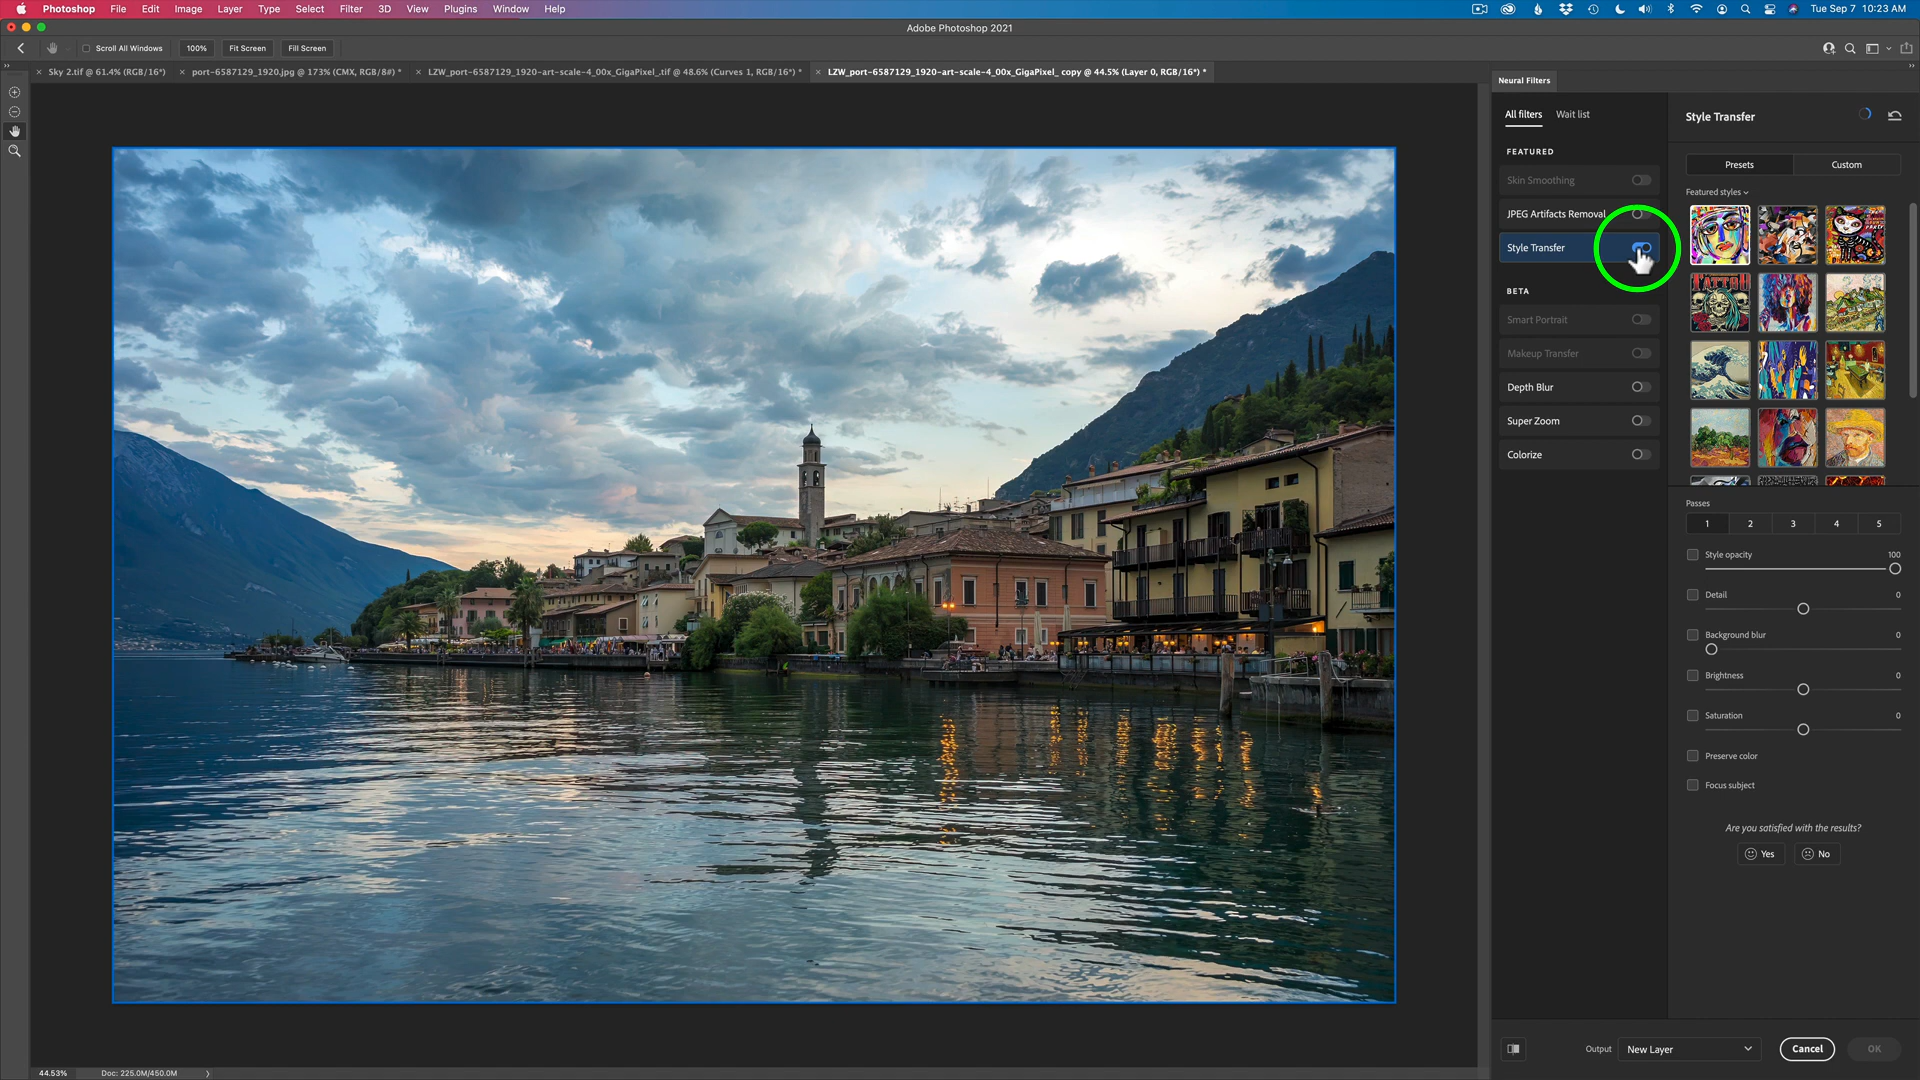 Photoshop File Edit Image Layer Type Select Filter 3D View Plugins Window Help Tue Sep 7 10:23 AM
Adobe Photoshop 2021
Scroll All Windows 100% Fit Screen Fill Screen
Sky 2.tif @ 61.4% (RGB/16*) port-6587129_1920.jpg @ 173% (CMX, RGB/8#) * LZW_port-6587129_1920-art-scale-4_00x_GigaPixel_.tif @ 48.6% (Curves 1, RGB/16*) * LZW_port-6587129_1920-art-scale-4_00x_GigaPixel_ copy @ 44.5% (Layer 0, RGB/16*) *
Neural Filters
All filters Wait list
Style Transfer
FEATURED
Skin Smoothing
JPEG Artifacts Removal
Style Transfer
BETA
Smart Portrait
Makeup Transfer
Depth Blur
Super Zoom
Colorize
Presets Custom
Featured styles
TATTOO
Passes
1 2 3 4 5
Style opacity 100
Detail 0
Background blur 0
Brightness 0
Saturation 0
Preserve color
Focus subject
Are you satisfied with the results?
Yes No
Output New Layer Cancel OK
44.53% Doc: 225.0M/450.0M